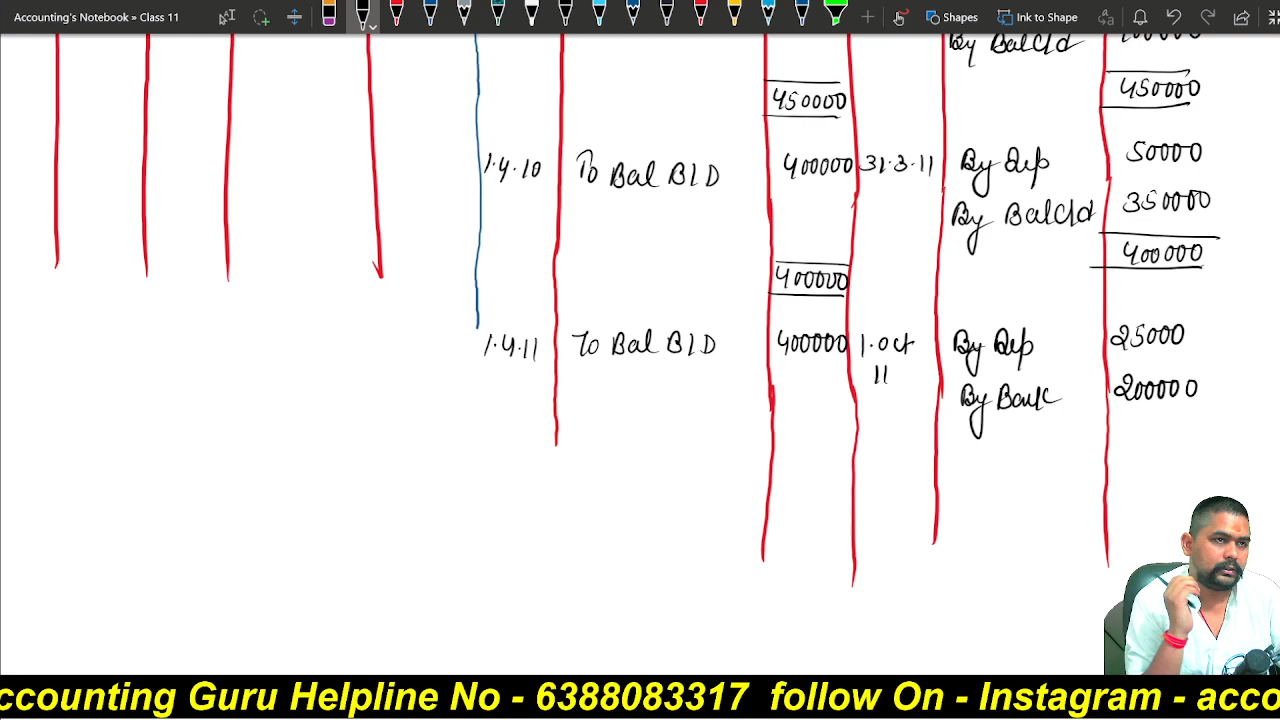 Accounting's Notebook » Class 11
Shapes
Ink to Shape
By Bal C/d
450000
450000
1.4.10 To Bal B/D 400000 31.3.11 By Dep 50000
By Bal C/d 350000
400000
400000
1.4.11 To Bal B/D 400000 1.Oct By Dep 25000
11
By Bank 200000
ccounting Guru Helpline No - 6388083317 follow On - Instagram - acco